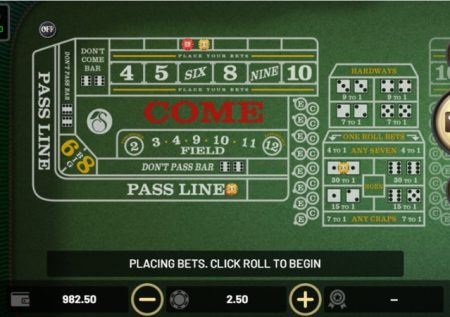 OFF
DON'T COME BAR
PLACE YOUR BETS
4 5 SIX 8 NINE 10
PLACE YOUR BETS
DON'T PASS BAR
PASS LINE
COME
2 3 • 4 • 9 • 10 • 11 12
FIELD
BIG 6 8
DON'T PASS BAR
PASS LINE
E C
HARDWAYS
9 TO 1 9 TO 1
7 TO 1 7 TO 1
ONE ROLL BETS
4 TO 1 ANY SEVEN 4 TO 1
30 TO 1 30 TO 1
HORN
15 TO 1 15 TO 1
7 TO 1 ANY CRAPS 7 TO 1
PLACING BETS. CLICK ROLL TO BEGIN
982.50 − 2.50 + –